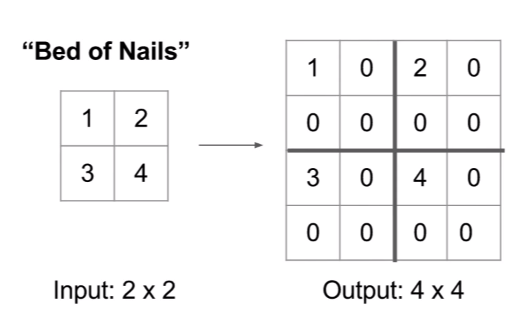 “Bed of Nails”
1 2
3 4
1 0 2 0
0 0 0 0
3 0 4 0
0 0 0 0
Input: 2 x 2
Output: 4 x 4